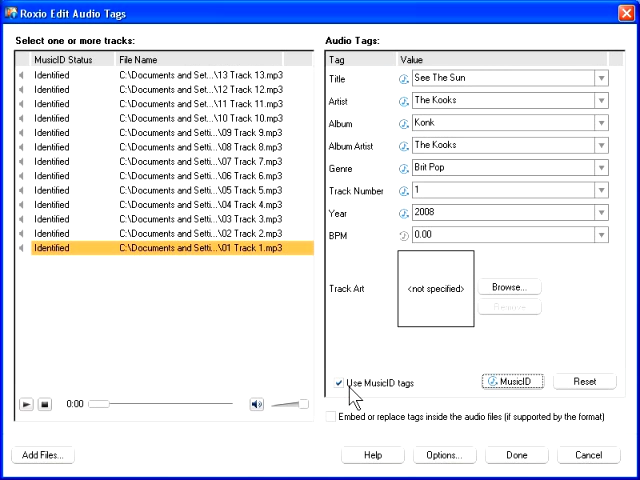 Roxio Edit Audio Tags
Select one or more tracks:
MusicID Status File Name
Identified C:\Documents and Set...\13 Track 13.mp3
Identified C:\Documents and Set...\12 Track 12.mp3
Identified C:\Documents and Set...\11 Track 11.mp3
Identified C:\Documents and Set...\10 Track 10.mp3
Identified C:\Documents and Setti...\09 Track 9.mp3
Identified C:\Documents and Setti...\08 Track 8.mp3
Identified C:\Documents and Setti...\07 Track 7.mp3
Identified C:\Documents and Setti...\06 Track 6.mp3
Identified C:\Documents and Setti...\05 Track 5.mp3
Identified C:\Documents and Setti...\04 Track 4.mp3
Identified C:\Documents and Setti...\03 Track 3.mp3
Identified C:\Documents and Setti...\02 Track 2.mp3
Identified C:\Documents and Setti...\01 Track 1.mp3
0:00
Add Files...
Audio Tags:
Tag Value
Title See The Sun
Artist The Kooks
Album Konk
Album Artist The Kooks
Genre Brit Pop
Track Number 1
Year 2008
BPM 0.00
Track Art <not specified> Browse...
Remove
Use MusicID tags MusicID Reset
Embed or replace tags inside the audio files (if supported by the format)
Help Options... Done Cancel